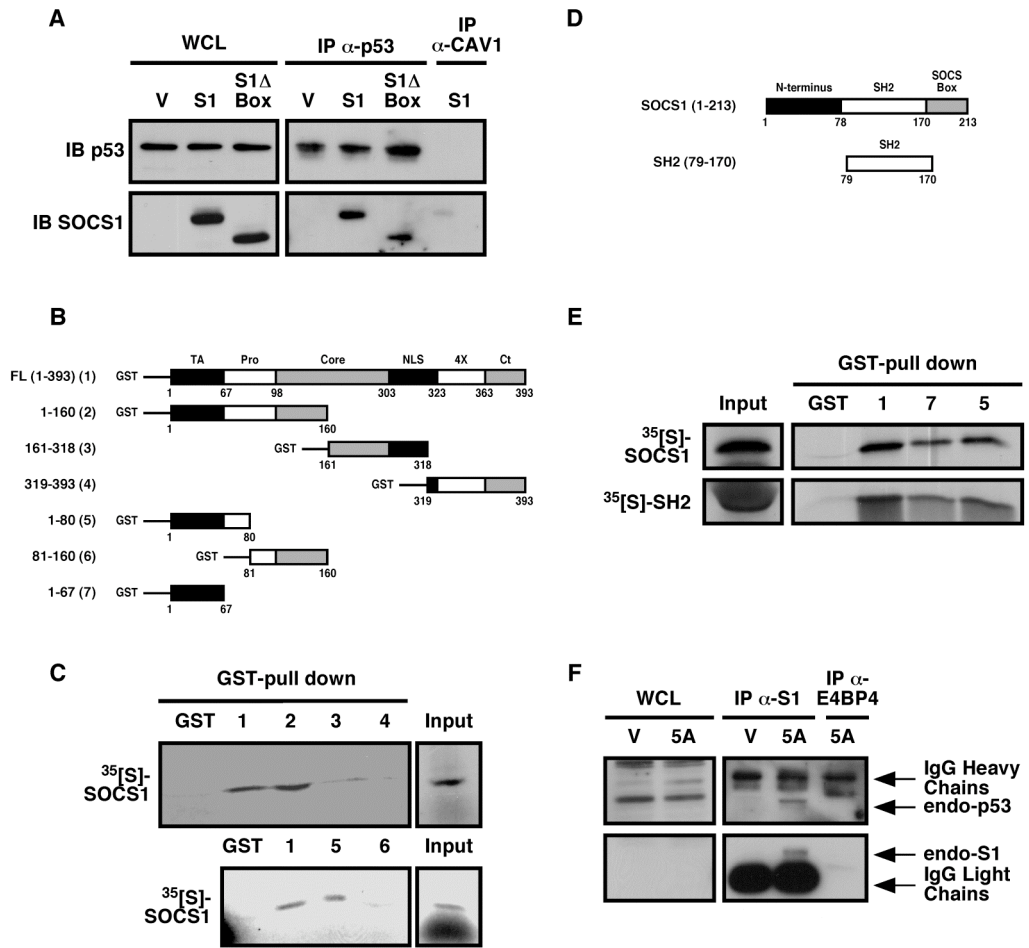 A
WCL
IP α-p53
IP
α-CAV1
V S1 S1Δ Box
V S1 S1Δ Box
S1
IB p53
IB SOCS1
B
TA Pro Core NLS 4X Ct
FL (1-393) (1) GST
1 67 98 303 323 363 393
1-160 (2) GST
1 160
161-318 (3) GST
161 318
319-393 (4) GST
319 393
1-80 (5) GST
1 80
81-160 (6) GST
81 160
1-67 (7) GST
1 67
C
GST-pull down
GST 1 2 3 4 Input
35[S]-
SOCS1
GST 1 5 6 Input
35[S]-
SOCS1
D
N-terminus SH2 SOCS Box
SOCS1 (1-213)
1 78 170 213
SH2
SH2 (79-170)
79 170
E
GST-pull down
Input GST 1 7 5
35[S]-
SOCS1
35[S]-SH2
F
WCL
IP α-S1
IP α-
E4BP4
V 5A V 5A 5A
IgG Heavy
Chains
endo-p53
endo-S1
IgG Light
Chains